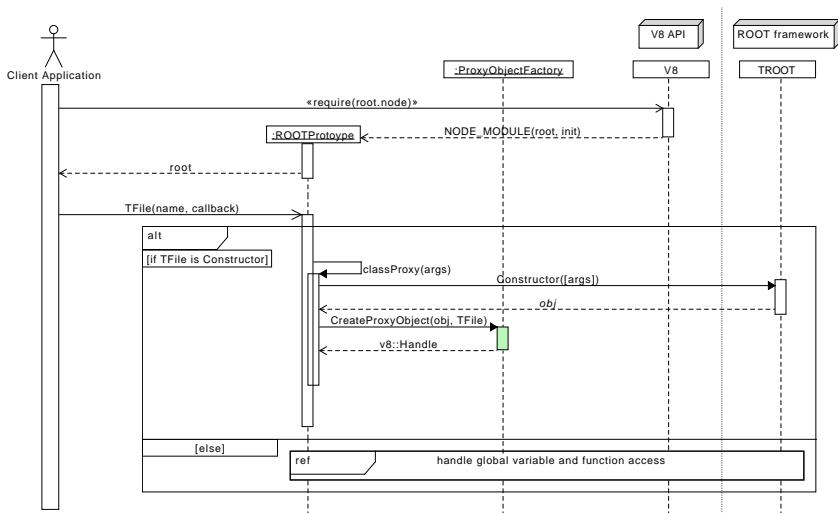 V8 API
ROOT framework
Client Application
:ProxyObjectFactory
V8
TROOT
«require(root.node)»
:ROOTProtoype
NODE_MODULE(root, init)
root
TFile(name, callback)
alt
[if TFile is Constructor]
classProxy(args)
Constructor([args])
obj
CreateProxyObject(obj, TFile)
v8::Handle
[else]
ref
handle global variable and function access